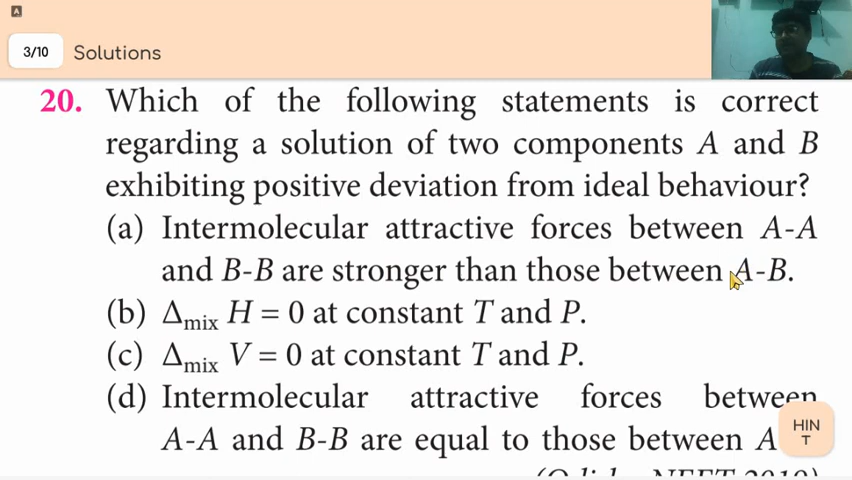 A
3/10 Solutions
20. Which of the following statements is correct
regarding a solution of two components A and B
exhibiting positive deviation from ideal behaviour?
(a) Intermolecular attractive forces between A-A
and B-B are stronger than those between A-B.
(b) Δmix H = 0 at constant T and P.
(c) Δmix V = 0 at constant T and P.
(d) Intermolecular attractive forces between
A-A and B-B are equal to those between A
HIN
T